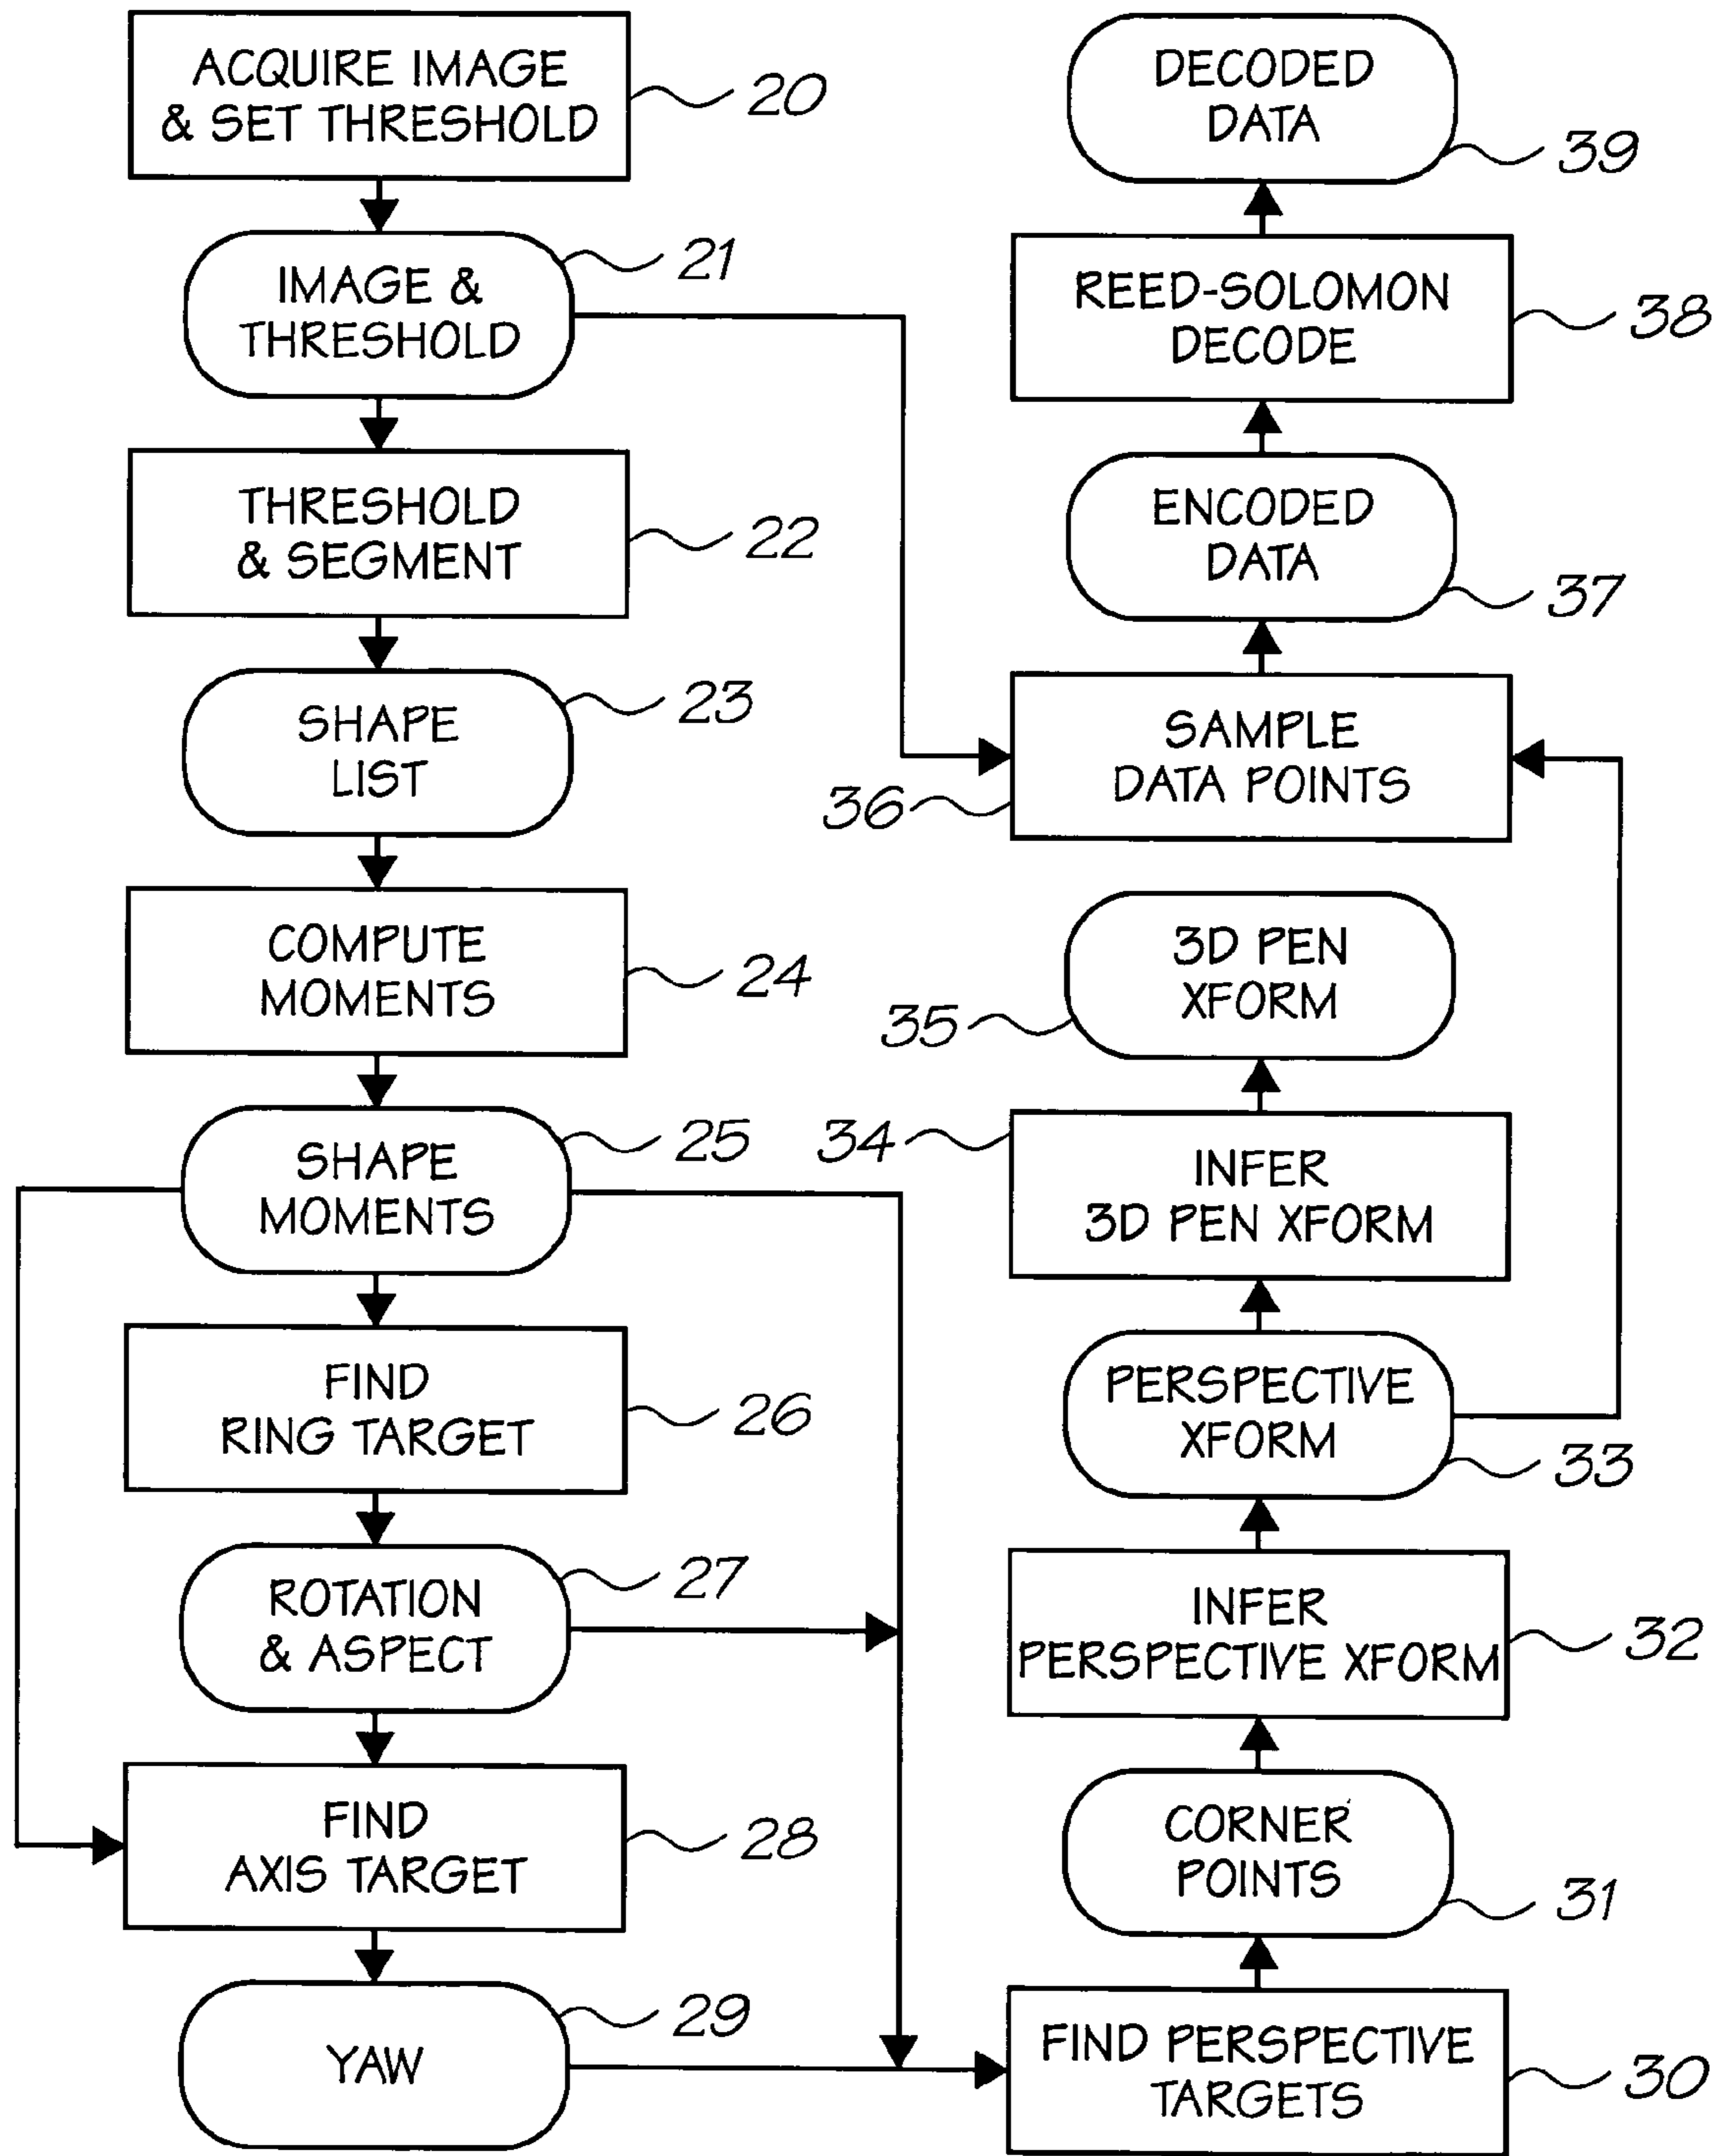 ACQUIRE IMAGE
& SET THRESHOLD
20
IMAGE &
THRESHOLD
21
THRESHOLD
& SEGMENT
22
SHAPE
LIST
23
COMPUTE
MOMENTS
24
SHAPE
MOMENTS
25
FIND
RING TARGET
26
ROTATION
& ASPECT
27
FIND
AXIS TARGET
28
YAW
29
DECODED
DATA
39
REED-SOLOMON
DECODE
38
ENCODED
DATA
37
SAMPLE
DATA POINTS
36
3D PEN
XFORM
35
INFER
3D PEN XFORM
34
PERSPECTIVE
XFORM
33
INFER
PERSPECTIVE XFORM
32
CORNER
POINTS
31
FIND PERSPECTIVE
TARGETS
30